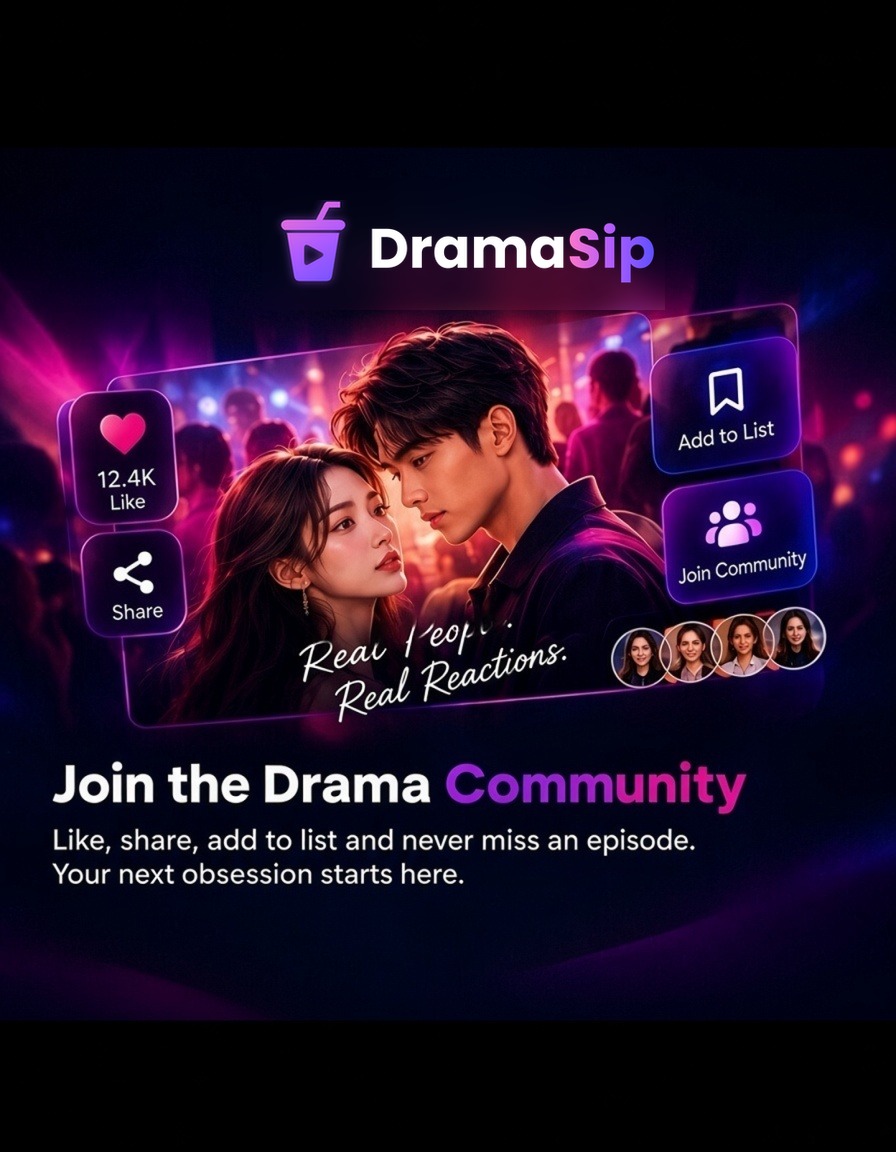 DramaSip
12.4K
Like
Share
Add to List
Join Community
Real
Real Reactions.
Join the Drama Community
Like, share, add to list and never miss an episode.
Your next obsession starts here.